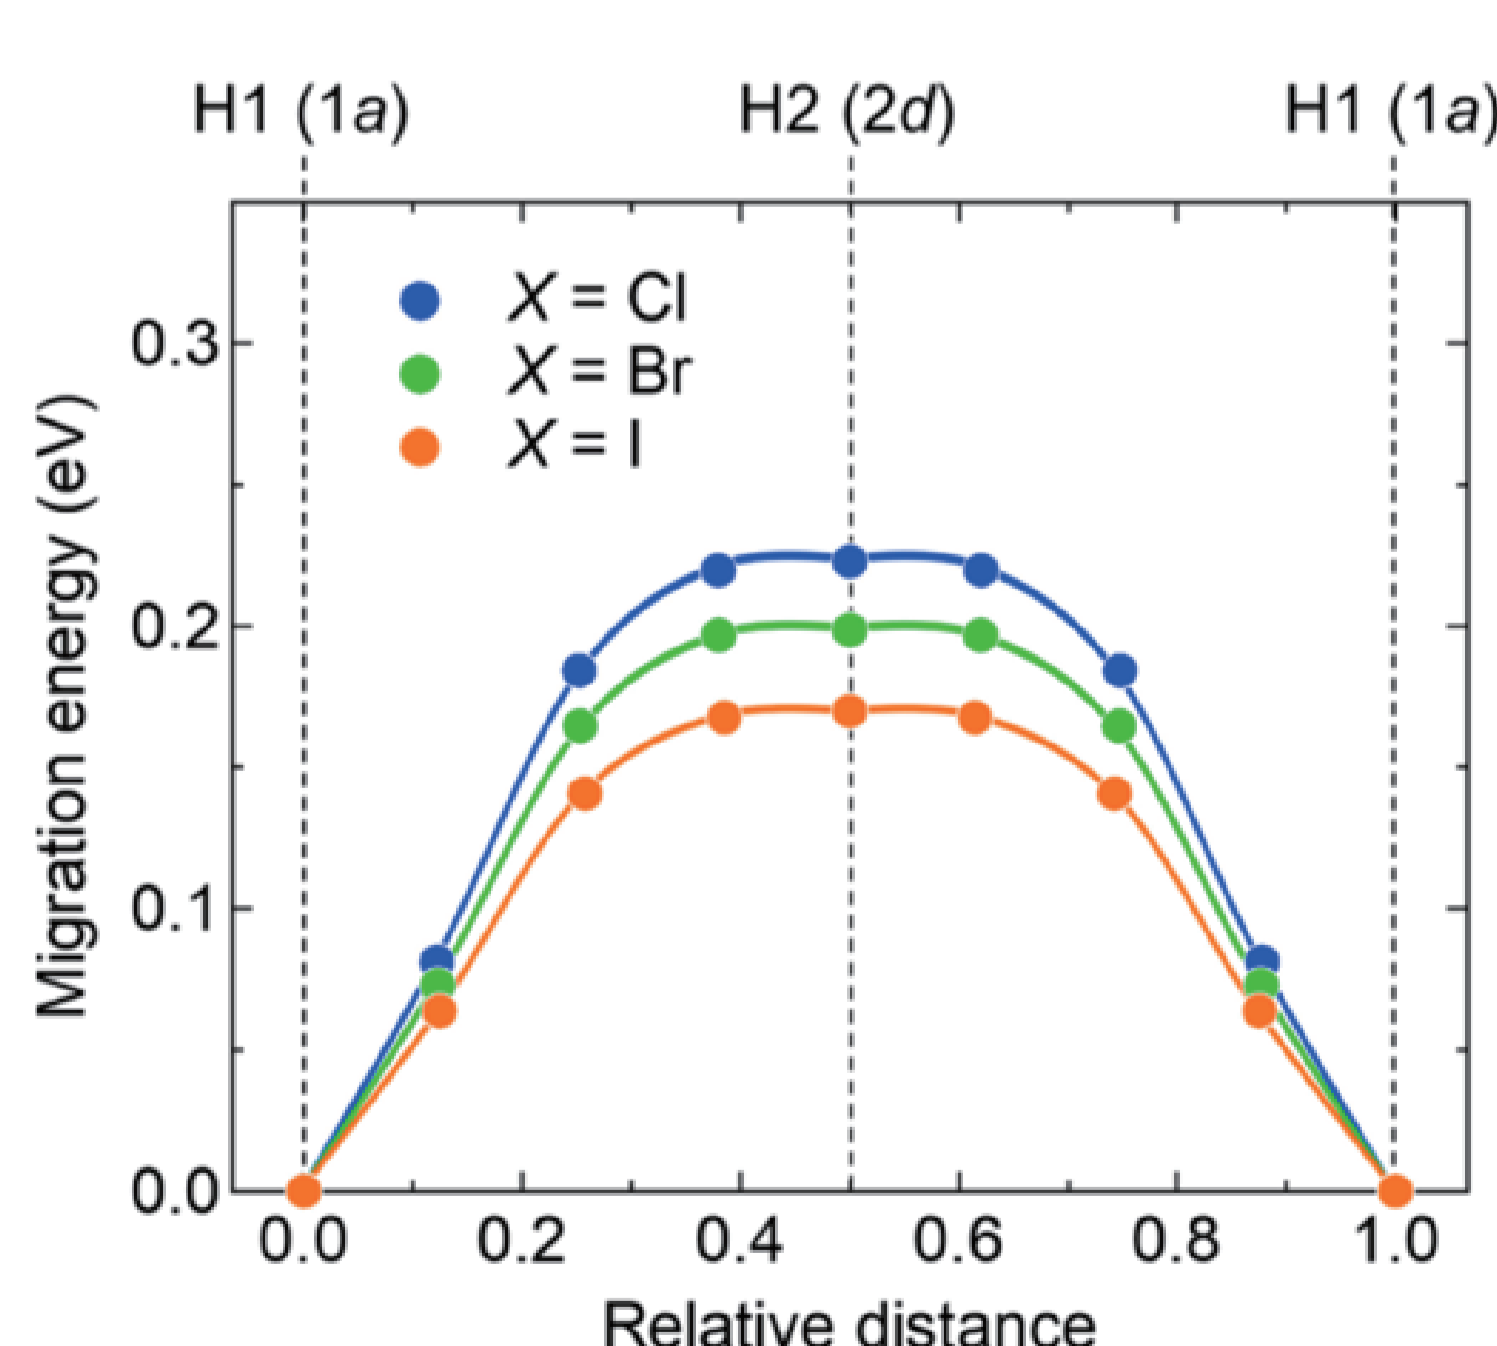 H1 (1a) H2 (2d) H1 (1a)
X = Cl
X = Br
X = I
0.3
0.2
0.1
0.0
Migration energy (eV)
0.0 0.2 0.4 0.6 0.8 1.0
Relative distance